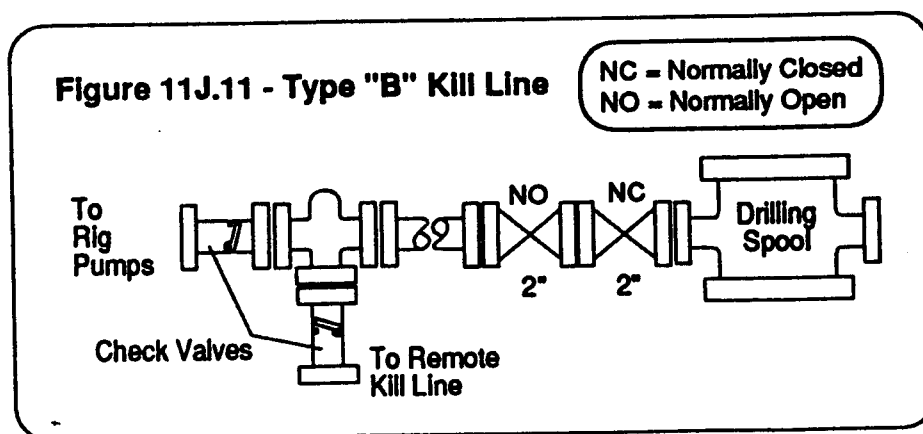 Figure 11J.11 - Type "B" Kill Line
NC = Normally Closed
NO = Normally Open
To
Rig
Pumps
NO
NC
Drilling
Spool
2"
2"
Check Valves
To Remote
Kill Line